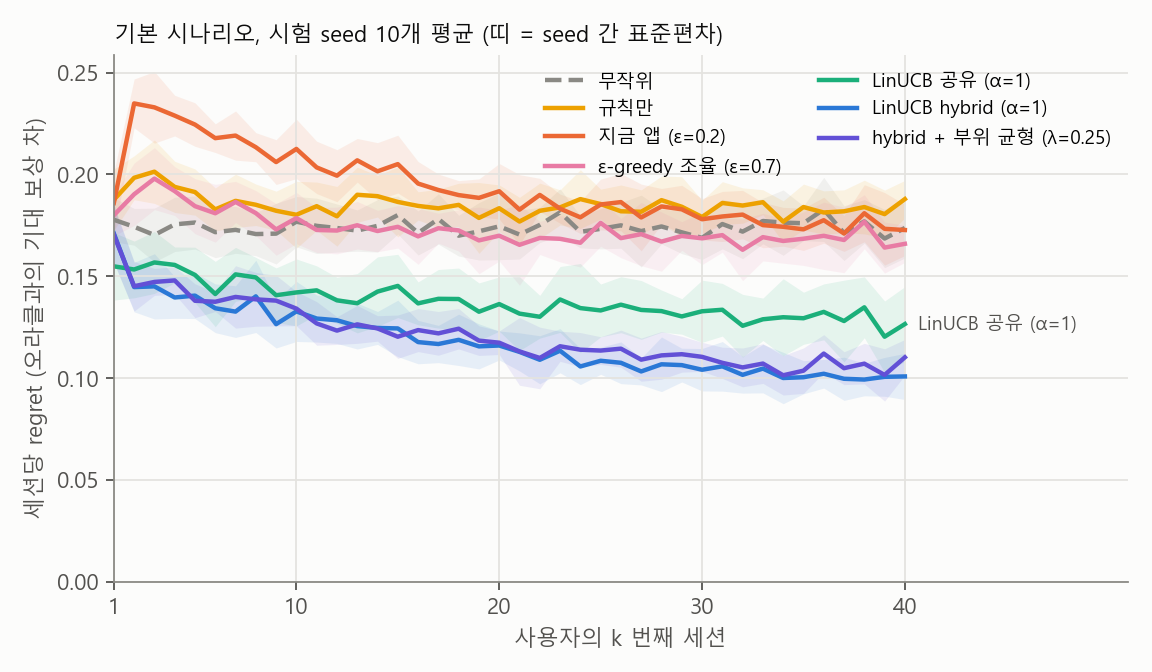 기본 시나리오, 시험 seed 10개 평균 (띠 = seed 간 표준편차)
세션당 regret (오라클과의 기대 보상 차)
0.25
0.20
0.15
0.10
0.05
0.00
무작위
규칙만
지금 앱 (ε=0.2)
ε-greedy 조율 (ε=0.7)
LinUCB 공유 (α=1)
LinUCB hybrid (α=1)
hybrid + 부위 균형 (λ=0.25)
LinUCB 공유 (α=1)
1
10
20
30
40
사용자의 k 번째 세션